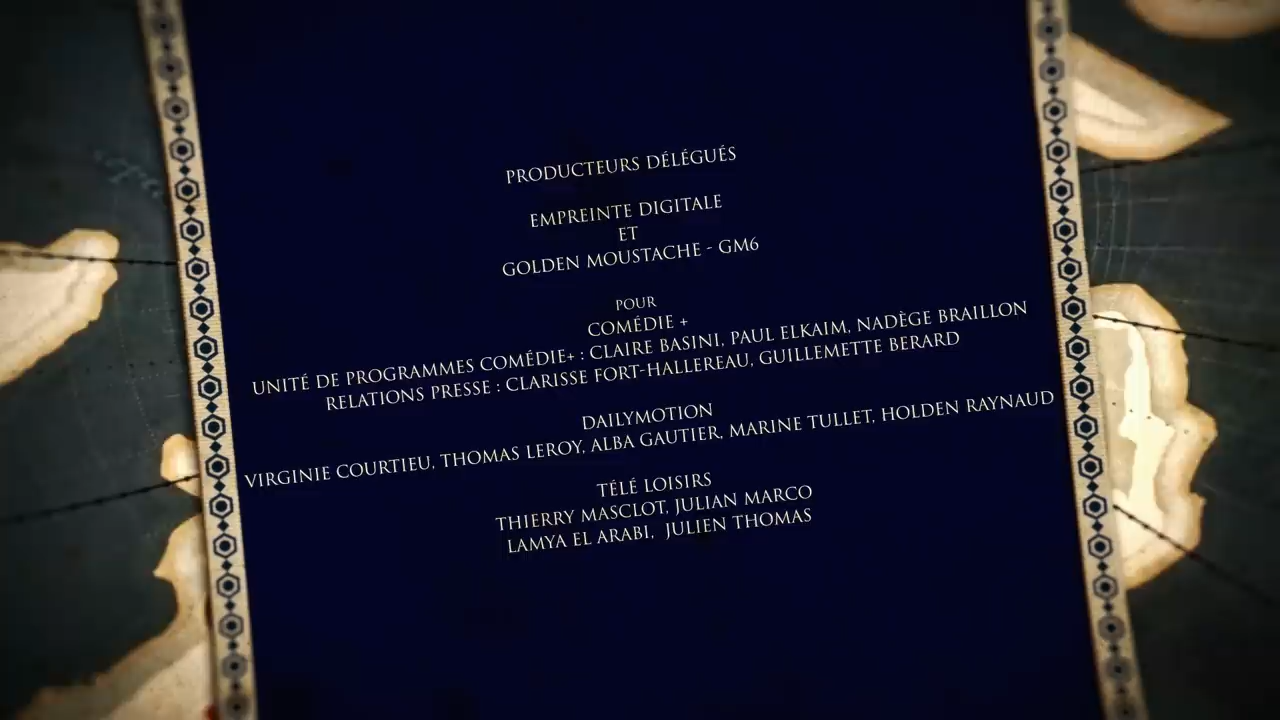 PRODUCTEURS DÉLÉGUÉS
EMPREINTE DIGITALE
ET
GOLDEN MOUSTACHE - GM6
POUR
COMÉDIE +
UNITÉ DE PROGRAMMES COMÉDIE+ : CLAIRE BASINI, PAUL ELKAIM, NADÈGE BRAILLON
RELATIONS PRESSE : CLARISSE FORT-HALLEREAU, GUILLEMETTE BERARD
DAILYMOTION
VIRGINIE COURTIEU, THOMAS LEROY, ALBA GAUTIER, MARINE TULLET, HOLDEN RAYNAUD
TÉLÉ LOISIRS
THIERRY MASCLOT, JULIAN MARCO
LAMYA EL ARABI, JULIEN THOMAS